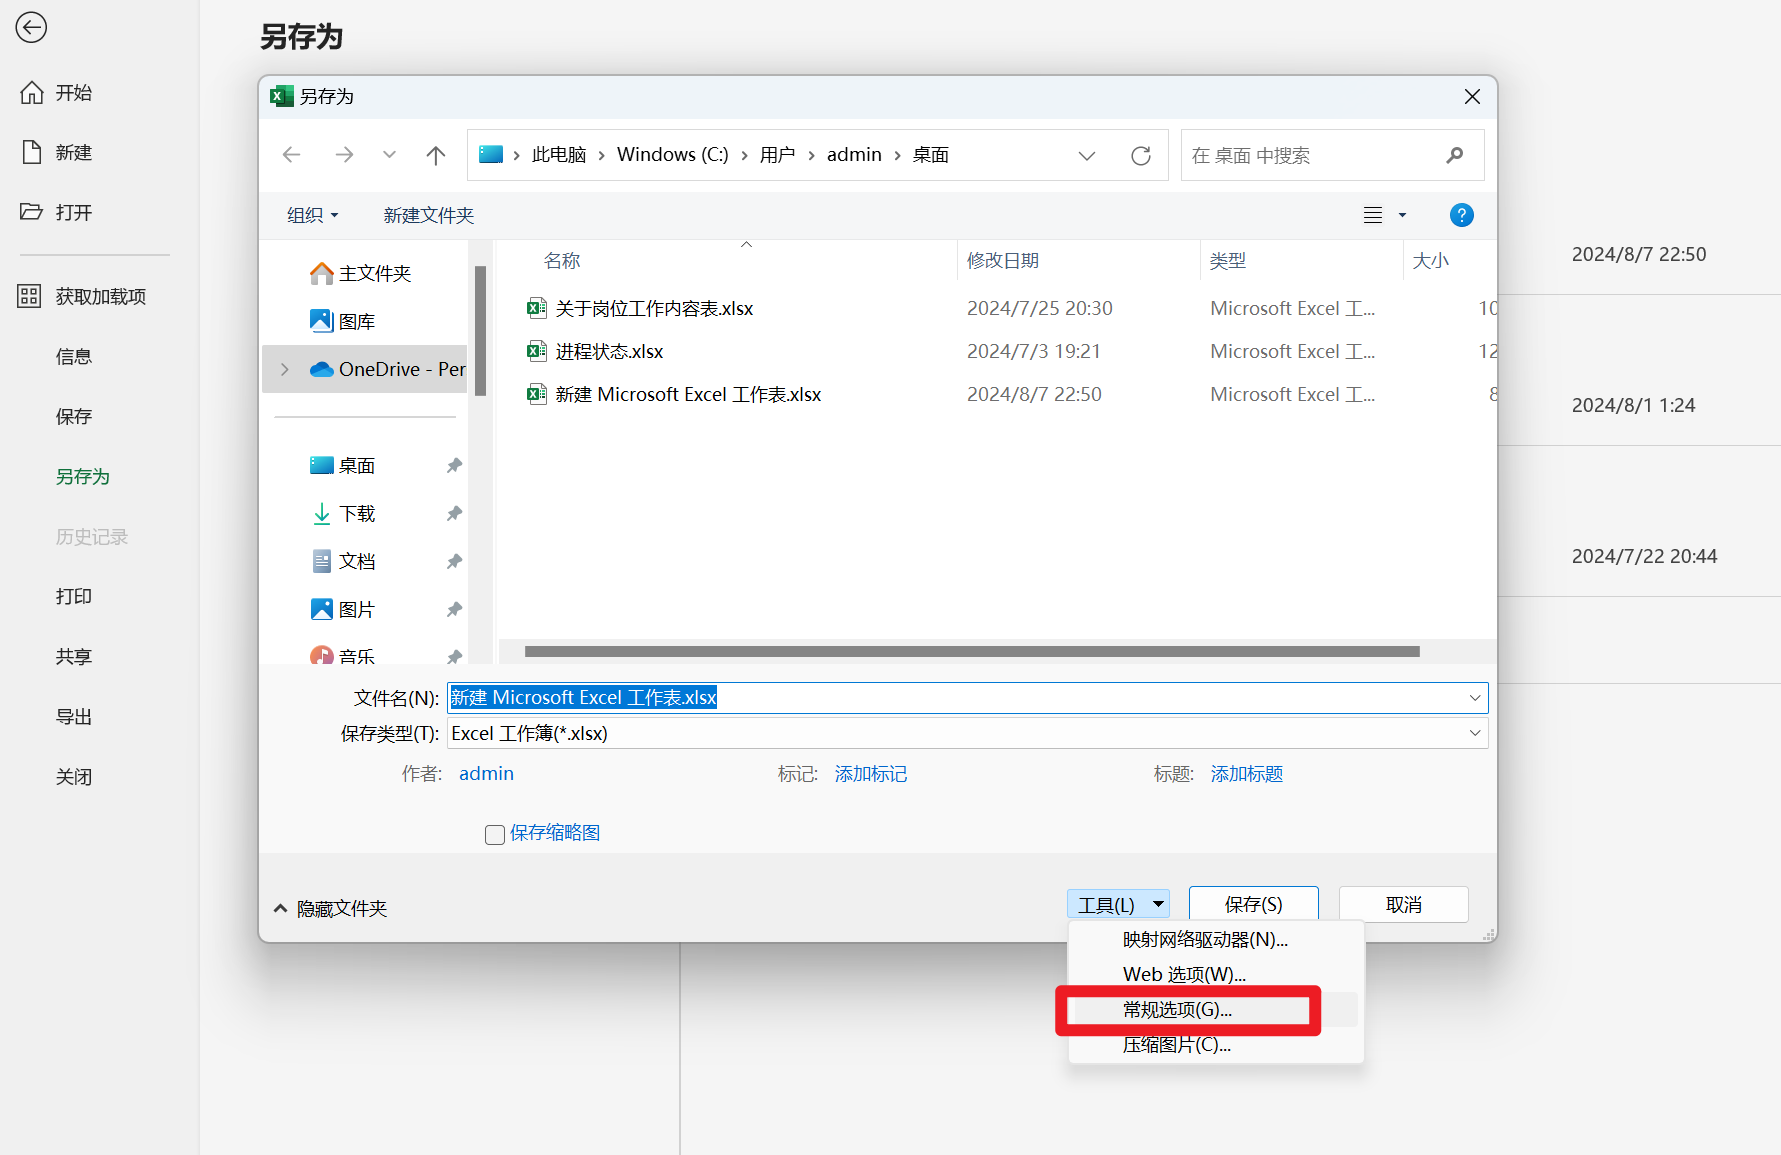 另存为
开始
新建
打开
获取加载项
信息
保存
另存为
历史记录
打印
共享
导出
关闭
另存为
此电脑 › Windows (C:) › 用户 › admin › 桌面
在 桌面 中搜索
组织
新建文件夹
主文件夹
图库
OneDrive - Per
桌面
下载
文档
图片
音乐
名称 修改日期 类型 大小
关于岗位工作内容表.xlsx 2024/7/25 20:30 Microsoft Excel 工... 10
进程状态.xlsx 2024/7/3 19:21 Microsoft Excel 工... 12
新建 Microsoft Excel 工作表.xlsx 2024/8/7 22:50 Microsoft Excel 工... 8
文件名(N): 新建 Microsoft Excel 工作表.xlsx
保存类型(T): Excel 工作簿(*.xlsx)
作者: admin 标记: 添加标记 标题: 添加标题
保存缩略图
隐藏文件夹
工具(L) 保存(S) 取消
映射网络驱动器(N)...
Web 选项(W)...
常规选项(G)...
压缩图片(C)...
2024/8/7 22:50
2024/8/1 1:24
2024/7/22 20:44